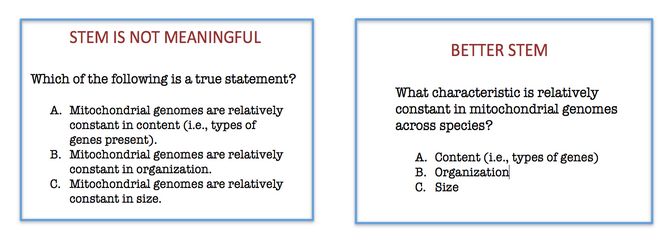 STEM IS NOT MEANINGFUL
Which of the following is a true statement?
A. Mitochondrial genomes are relatively
constant in content (i.e., types of
genes present).
B. Mitochondrial genomes are relatively
constant in organization.
C. Mitochondrial genomes are relatively
constant in size.
BETTER STEM
What characteristic is relatively
constant in mitochondrial genomes
across species?
A. Content (i.e., types of genes)
B. Organization
C. Size